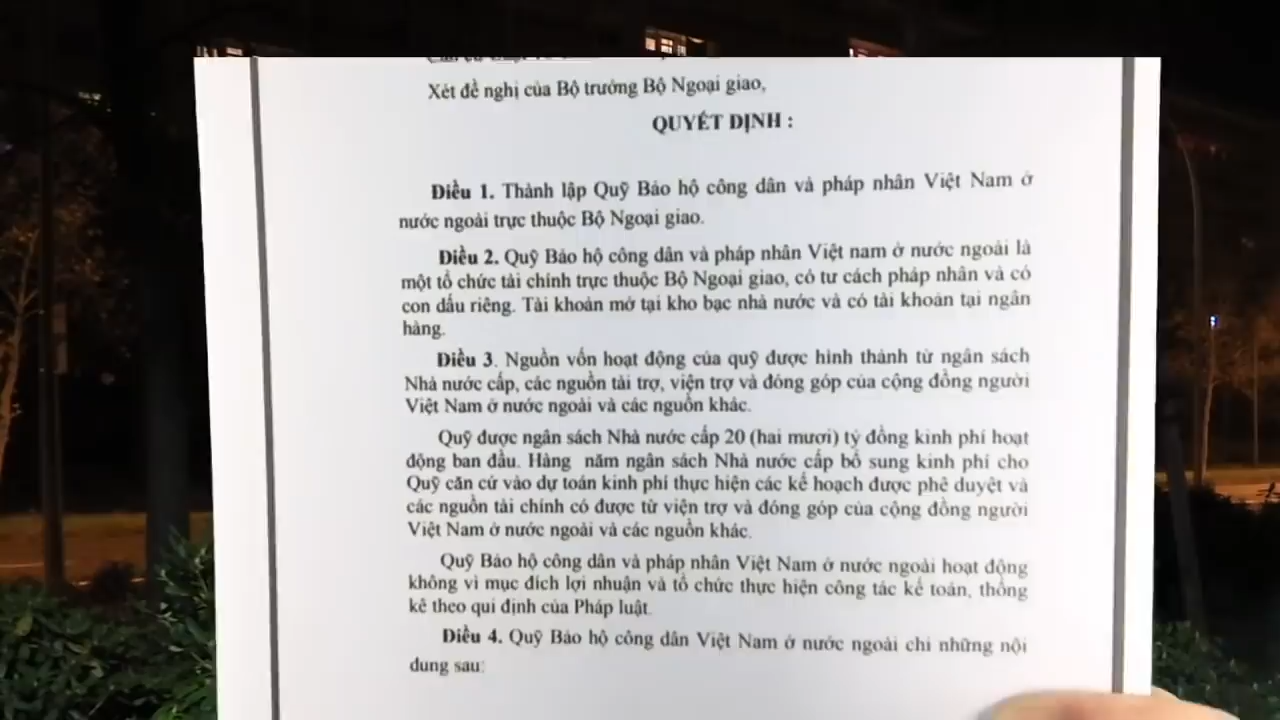 Xét đề nghị của Bộ trưởng Bộ Ngoại giao,
QUYẾT ĐỊNH :
Điều 1. Thành lập Quỹ Bảo hộ công dân và pháp nhân Việt Nam ở
nước ngoài trực thuộc Bộ Ngoại giao.
Điều 2. Quỹ Bảo hộ công dân và pháp nhân Việt nam ở nước ngoài là
một tổ chức tài chính trực thuộc Bộ Ngoại giao, có tư cách pháp nhân và có
con dấu riêng. Tài khoản mở tại kho bạc nhà nước và có tài khoản tại ngân
hàng.
Điều 3. Nguồn vốn hoạt động của quỹ được hình thành từ ngân sách
Nhà nước cấp, các nguồn tài trợ, viện trợ và đóng góp của cộng đồng người
Việt Nam ở nước ngoài và các nguồn khác.
Quỹ được ngân sách Nhà nước cấp 20 (hai mươi) tỷ đồng kinh phí hoạt
động ban đầu. Hàng năm ngân sách Nhà nước cấp bổ sung kinh phí cho
Quỹ căn cứ vào dự toán kinh phí thực hiện các kế hoạch được phê duyệt và
các nguồn tài chính có được từ viện trợ và đóng góp của cộng đồng người
Việt Nam ở nước ngoài và các nguồn khác.
Quỹ Bảo hộ công dân và pháp nhân Việt Nam ở nước ngoài hoạt động
không vì mục đích lợi nhuận và tổ chức thực hiện công tác kế toán, thống
kê theo qui định của Pháp luật.
Điều 4. Quỹ Bảo hộ công dân Việt Nam ở nước ngoài chi những nội
dung sau: